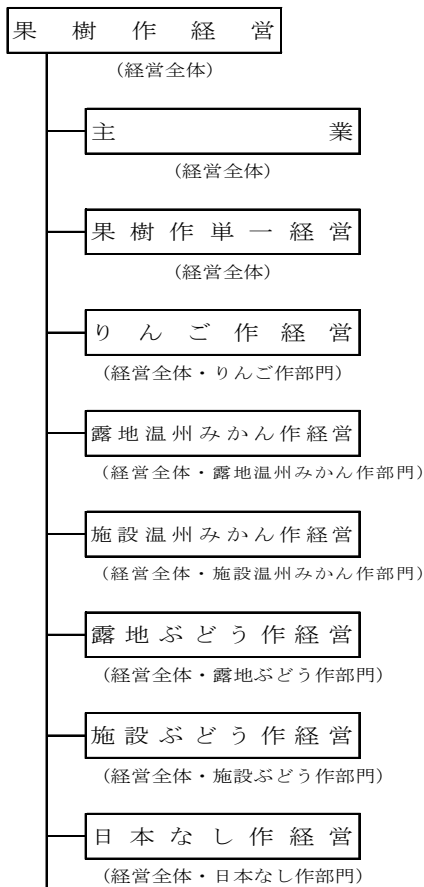 果樹作経営
(経営全体)
主業
(経営全体)
果樹作単一経営
(経営全体)
りんご作経営
(経営全体・りんご作部門)
露地温州みかん作経営
(経営全体・露地温州みかん作部門)
施設温州みかん作経営
(経営全体・施設温州みかん作部門)
露地ぶどう作経営
(経営全体・露地ぶどう作部門)
施設ぶどう作経営
(経営全体・施設ぶどう作部門)
日本なし作経営
(経営全体・日本なし作部門)